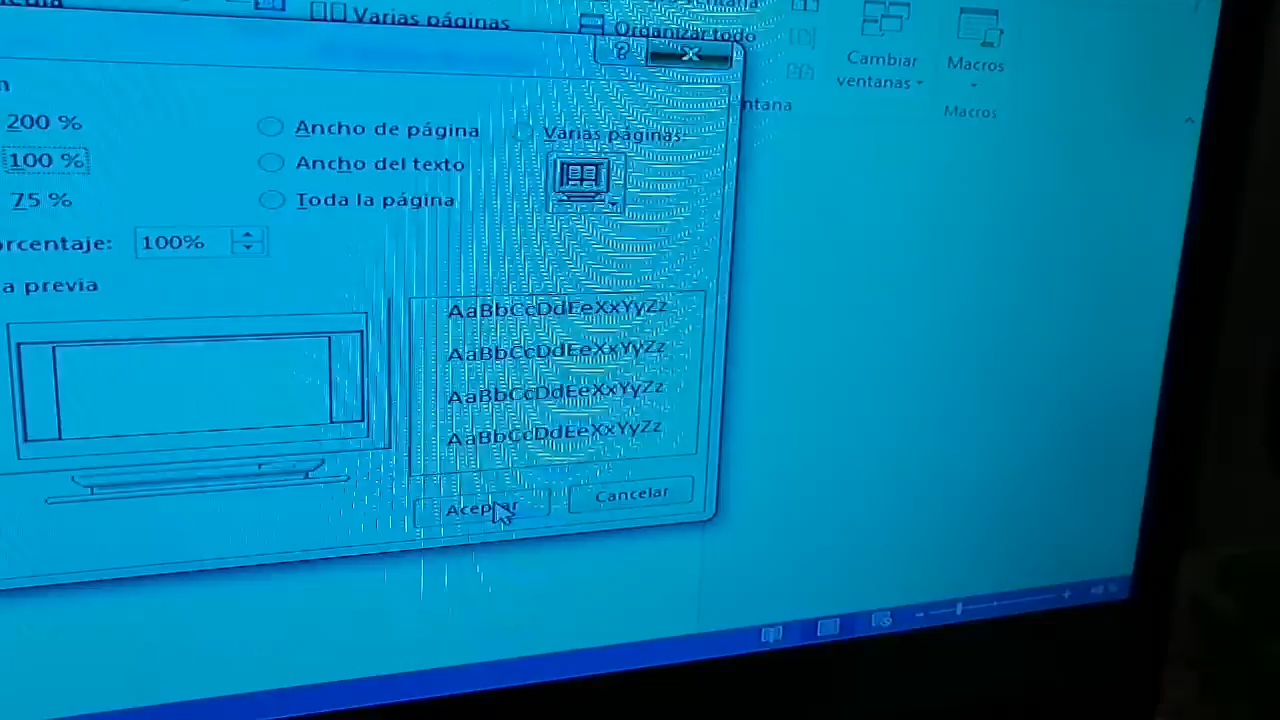 Varias páginas
Organizar todo
Cambiar
ventanas
Macros
Macros
200 %
Ancho de página
Varias páginas
100 %
Ancho del texto
75 %
Toda la página
100%
a previa
AaBbCcDdEeXxYyZz
AaBbCcDdEeXxYyZz
AaBbCcDdEeXxYyZz
AaBbCcDdEeXxYyZz
Aceptar
Cancelar